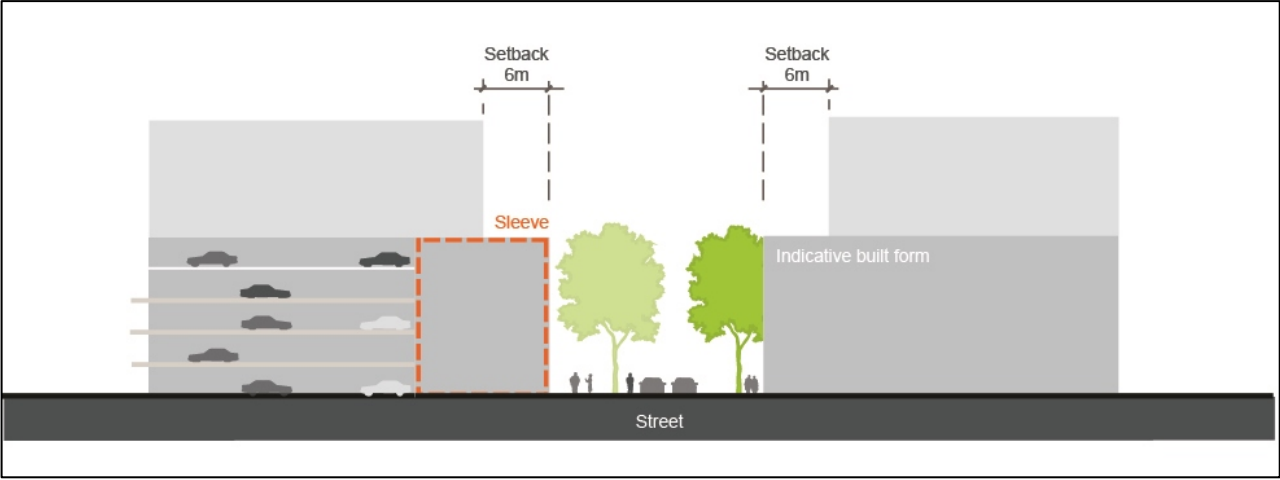 Setback
6m
Setback
6m
Sleeve
Indicative built form
Street